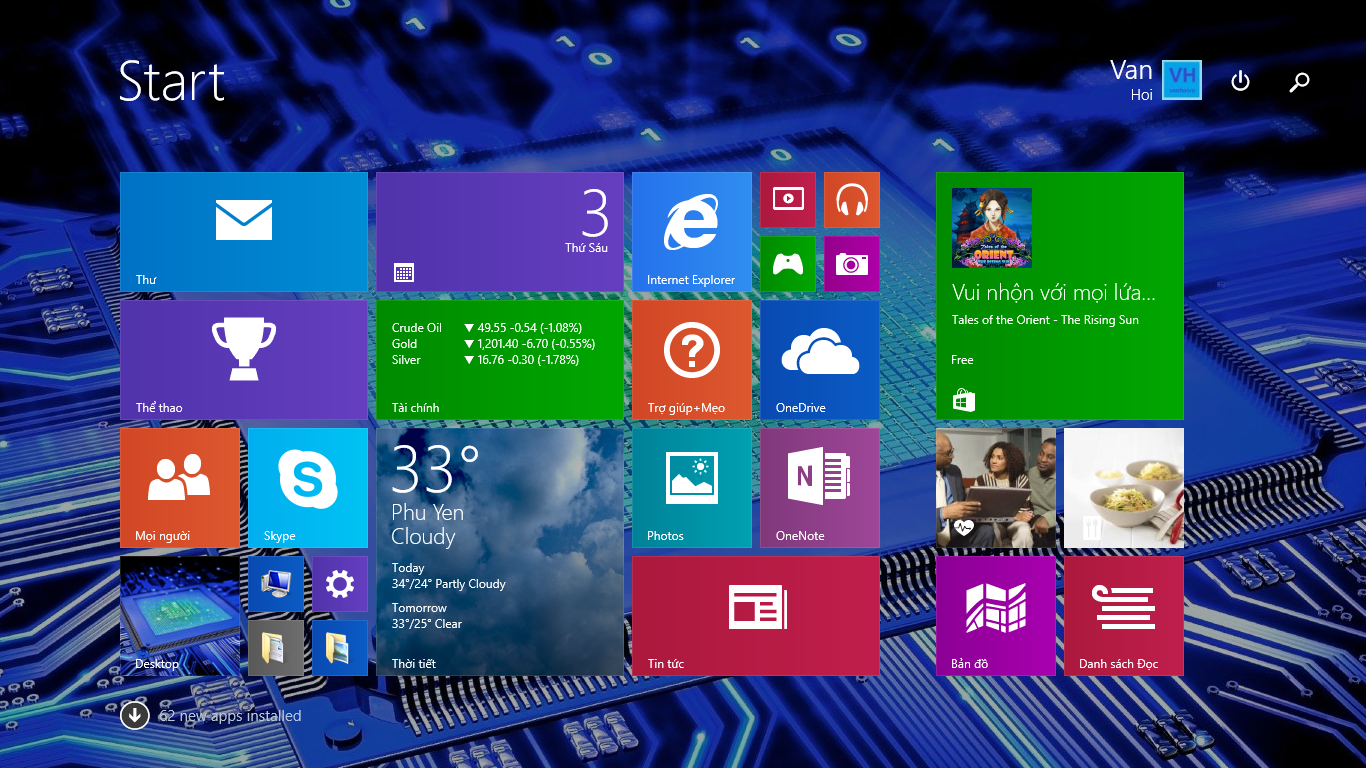 Start
Van
Hoi
VH
Thư
3
Thứ Sáu
Internet Explorer
Tales of the
ORIENT
THE RISING SUN
Vui nhộn với mọi lứa...
Tales of the Orient - The Rising Sun
Free
Thể thao
Crude Oil ▼ 49.55 -0.54 (-1.08%)
Gold ▼ 1,201.40 -6.70 (-0.55%)
Silver ▼ 16.76 -0.30 (-1.78%)
Tài chính
Trợ giúp+Mẹo
OneDrive
Mọi người
Skype
33°
Phu Yen
Cloudy
Today
34°/24° Partly Cloudy
Tomorrow
33°/25° Clear
Thời tiết
Photos
N
OneNote
Desktop
Tin tức
Bản đồ
Danh sách Đọc
62 new apps installed